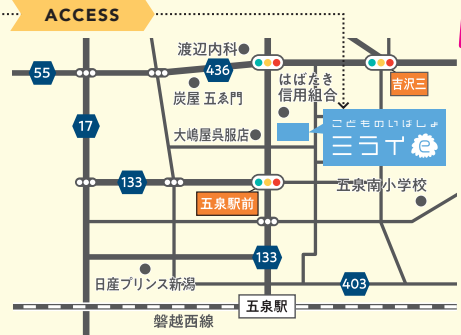 ACCESS
渡辺内科
55
436
炭屋 五ゑ門
はばたき
信用組合
吉沢三
17
大嶋屋呉服店
こどものいばしょ
ミライe
133
五泉駅前
五泉南小学校
133
日産プリンス新潟
403
五泉駅
磐越西線